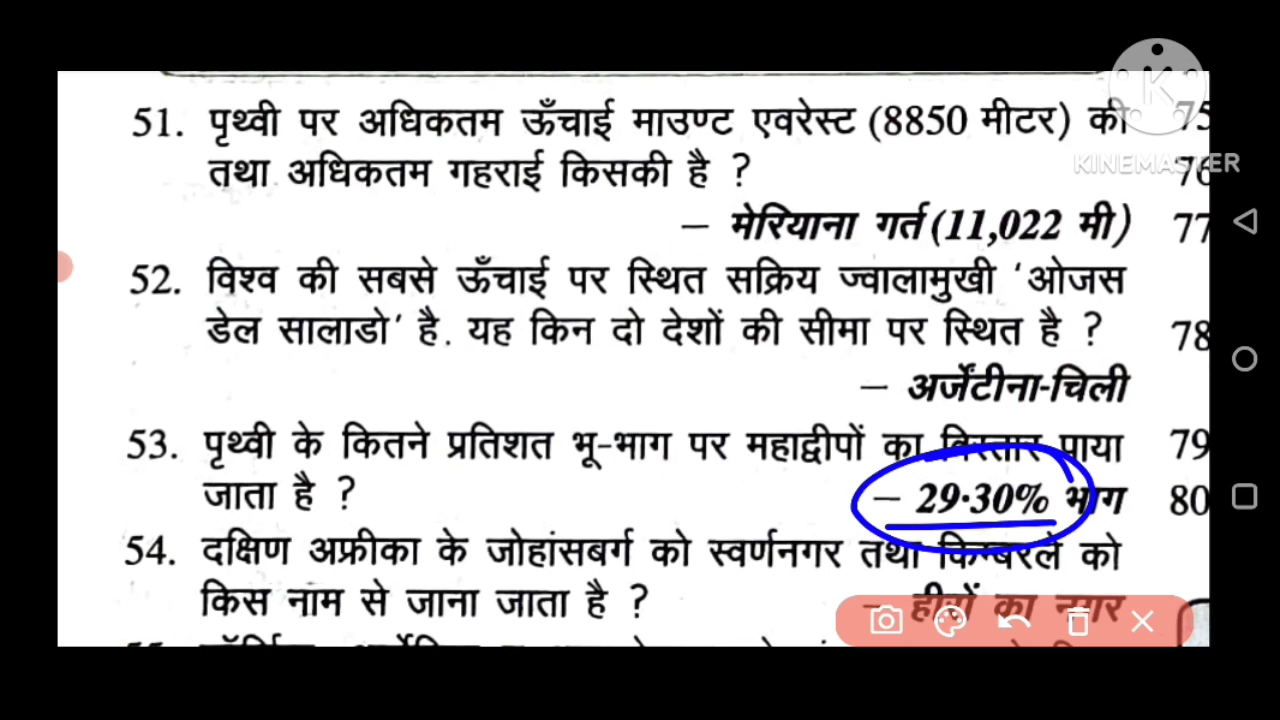 KINEMASTER
51. पृथ्वी पर अधिकतम ऊँचाई माउण्ट एवरेस्ट (8850 मीटर) की
तथा अधिकतम गहराई किसकी है ?
– मेरियाना गर्त (11,022 मी)
52. विश्व की सबसे ऊँचाई पर स्थित सक्रिय ज्वालामुखी 'ओजस
डेल सालाडो' है. यह किन दो देशों की सीमा पर स्थित है ?
– अर्जेंटीना-चिली
53. पृथ्वी के कितने प्रतिशत भू-भाग पर महाद्वीपों का विस्तार पाया
जाता है ?
– 29·30% भाग
54. दक्षिण अफ्रीका के जोहांसबर्ग को स्वर्णनगर तथा किम्बरले को
किस नाम से जाना जाता है ?
– हीरों का नगर
75
76
77
78
79
80